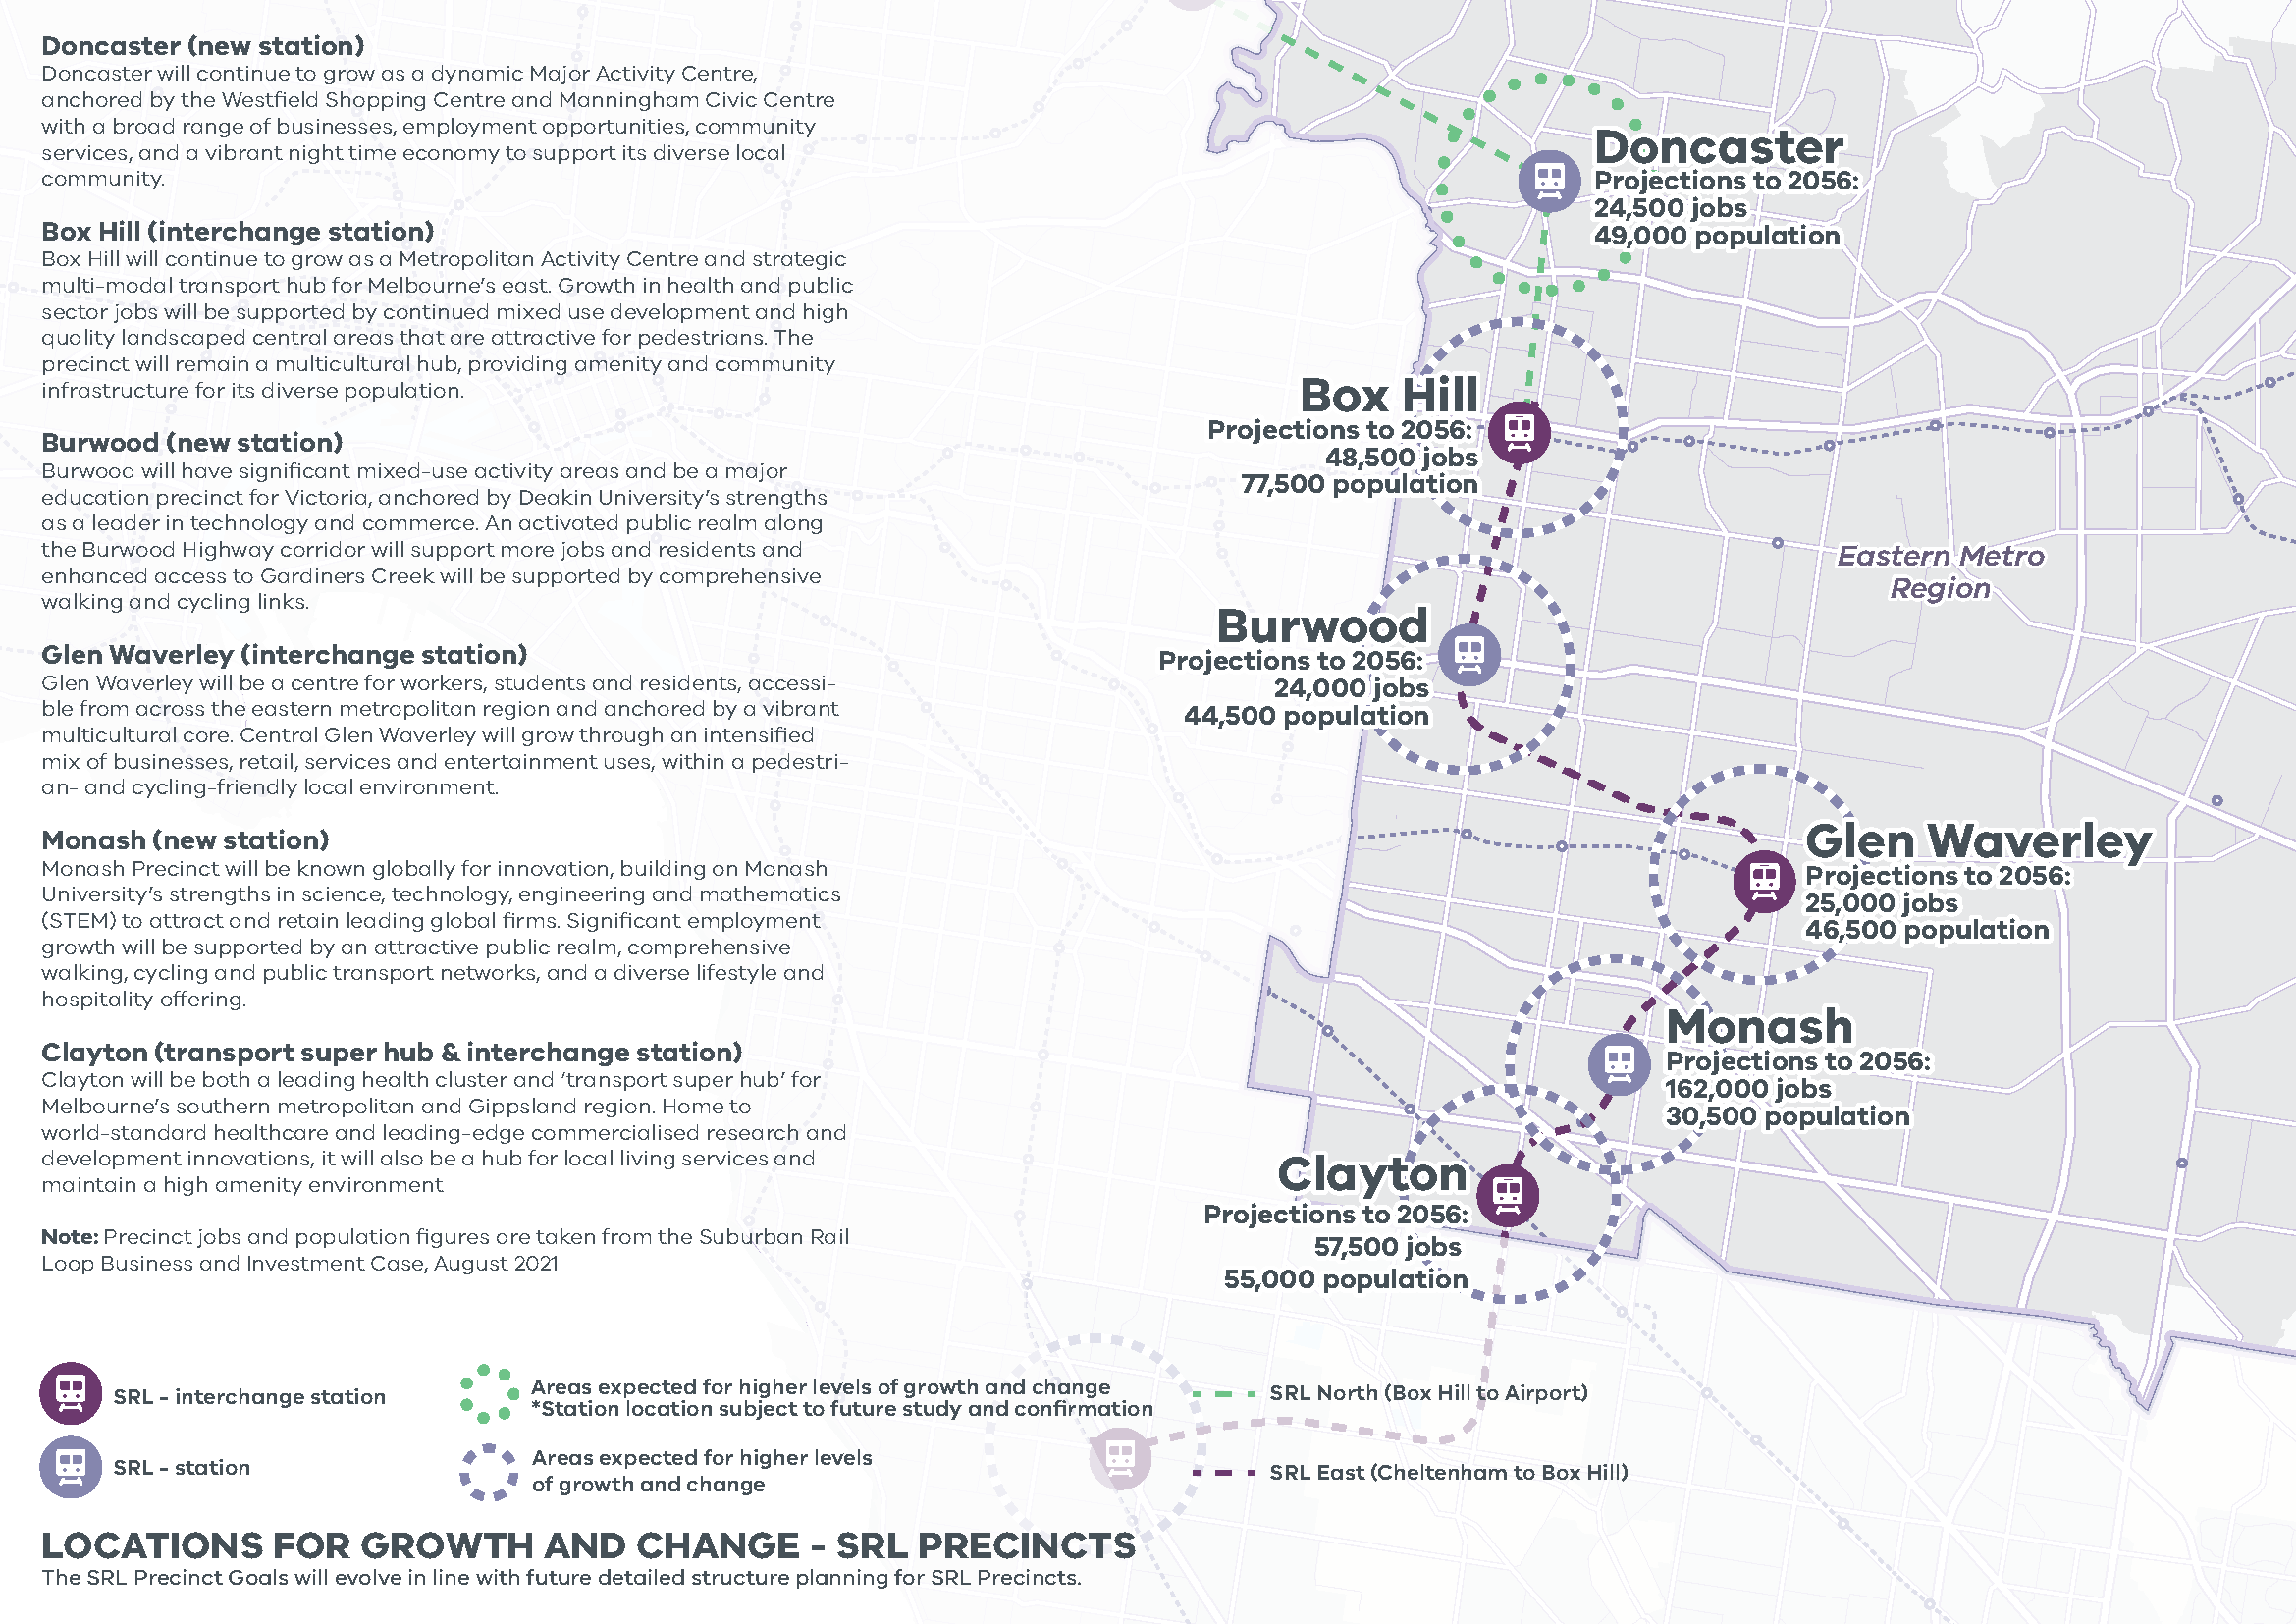 Doncaster (new station)
Doncaster will continue to grow as a dynamic Major Activity Centre,
anchored by the Westfield Shopping Centre and Manningham Civic Centre
with a broad range of businesses, employment opportunities, community
services, and a vibrant night time economy to support its diverse local
community.
Box Hill (interchange station)
Box Hill will continue to grow as a Metropolitan Activity Centre and strategic
multi-modal transport hub for Melbourne's east. Growth in health and public
sector jobs will be supported by continued mixed use development and high
quality landscaped central areas that are attractive for pedestrians. The
precinct will remain a multicultural hub, providing amenity and community
infrastructure for its diverse population.
Burwood (new station)
Burwood will have significant mixed-use activity areas and be a major
education precinct for Victoria, anchored by Deakin University's strengths
as a leader in technology and commerce. An activated public realm along
the Burwood Highway corridor will support more jobs and residents and
enhanced access to Gardiners Creek will be supported by comprehensive
walking and cycling links.
Glen Waverley (interchange station)
Glen Waverley will be a centre for workers, students and residents, accessi-
ble from across the eastern metropolitan region and anchored by a vibrant
multicultural core. Central Glen Waverley will grow through an intensified
mix of businesses, retail, services and entertainment uses, within a pedestri-
an- and cycling-friendly local environment.
Monash (new station)
Monash Precinct will be known globally for innovation, building on Monash
University's strengths in science, technology, engineering and mathematics
(STEM) to attract and retain leading global firms. Significant employment
growth will be supported by an attractive public realm, comprehensive
walking, cycling and public transport networks, and a diverse lifestyle and
hospitality offering.
Clayton (transport super hub & interchange station)
Clayton will be both a leading health cluster and 'transport super hub' for
Melbourne's southern metropolitan and Gippsland region. Home to
world-standard healthcare and leading-edge commercialised research and
development innovations, it will also be a hub for local living services and
maintain a high amenity environment
Note: Precinct jobs and population figures are taken from the Suburban Rail
Loop Business and Investment Case, August 2021
Doncaster
Projections to 2056:
24,500 jobs
49,000 population
Box Hill
Projections to 2056:
48,500 jobs
77,500 population
Eastern Metro
Region
Burwood
Projections to 2056:
24,000 jobs
44,500 population
Glen Waverley
Projections to 2056:
25,000 jobs
46,500 population
Monash
Projections to 2056:
162,000 jobs
30,500 population
Clayton
Projections to 2056:
57,500 jobs
55,000 population
SRL - interchange station
SRL - station
Areas expected for higher levels of growth and change
*Station location subject to future study and confirmation
Areas expected for higher levels
of growth and change
SRL North (Box Hill to Airport)
SRL East (Cheltenham to Box Hill)
LOCATIONS FOR GROWTH AND CHANGE - SRL PRECINCTS
The SRL Precinct Goals will evolve in line with future detailed structure planning for SRL Precincts.